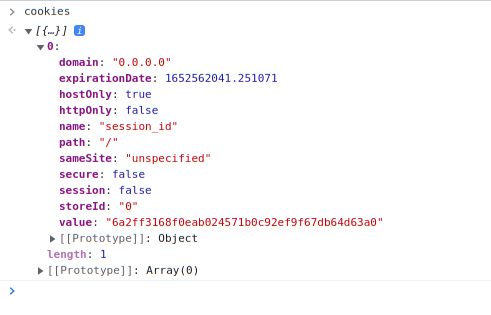 cookies
[{…}] i
0:
domain: "0.0.0.0"
expirationDate: 1652562041.251071
hostOnly: true
httpOnly: false
name: "session_id"
path: "/"
sameSite: "unspecified"
secure: false
session: false
storeId: "0"
value: "6a2ff3168f0eab024571b0c92ef9f67db64d63a0"
[[Prototype]]: Object
length: 1
[[Prototype]]: Array(0)